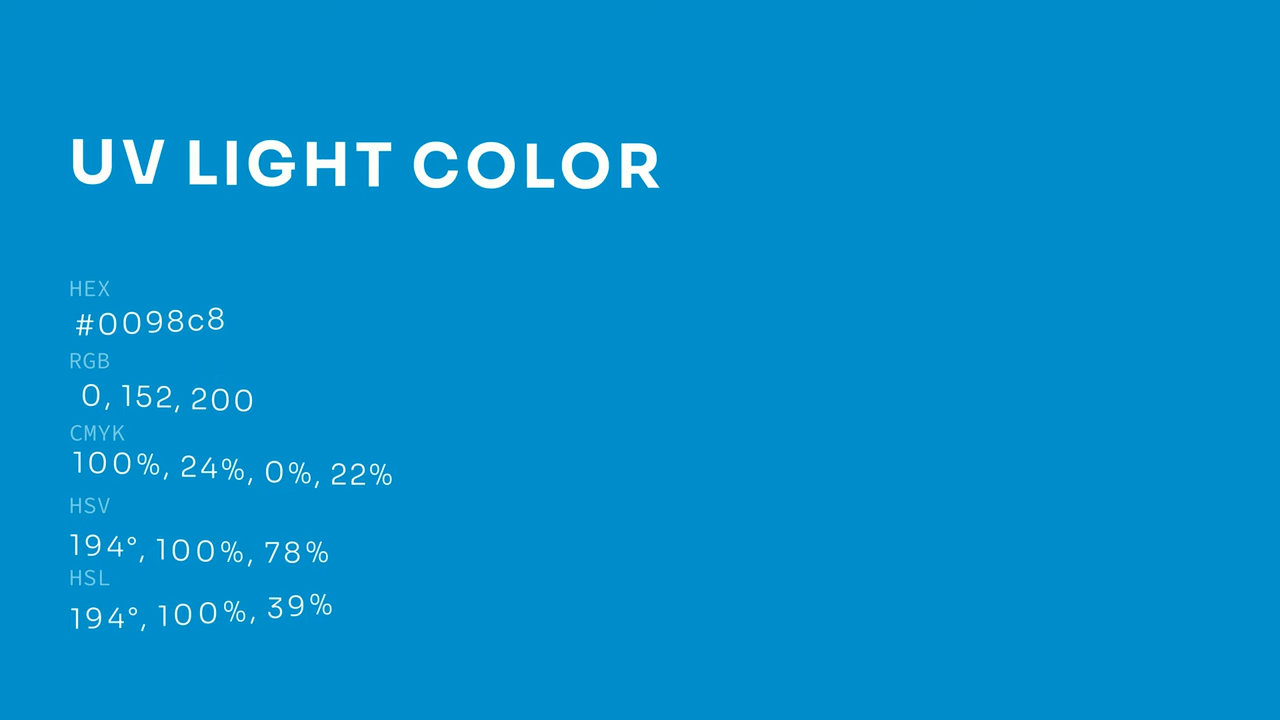 UV LIGHT COLOR
HEX
#0098c8
RGB
0, 152, 200
CMYK
100%, 24%, 0%, 22%
HSV
194°, 100%, 78%
HSL
194°, 100%, 39%